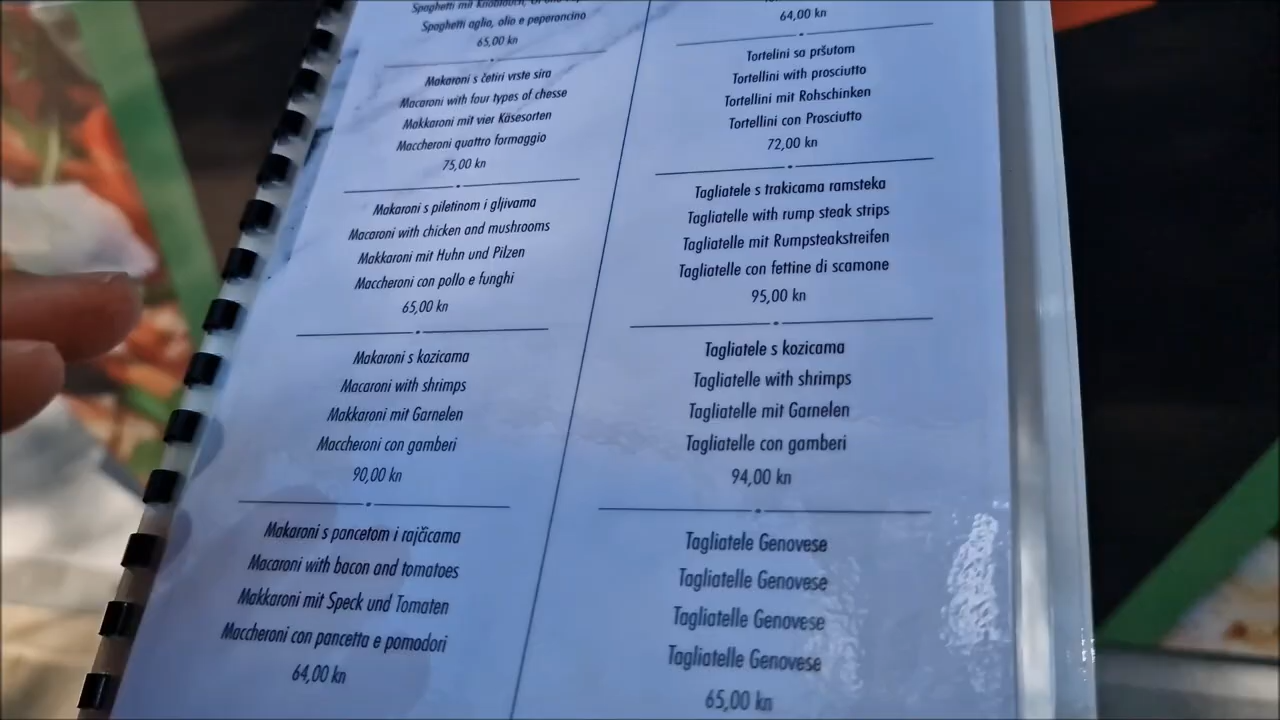 Spaghetti mit Knoblauch,
Spaghetti aglio, olio e peperoncino
65,00 kn
Makaroni s četiri vrste sira
Macaroni with four types of chesse
Makkaroni mit vier Käsesorten
Maccheroni quattro formaggio
75,00 kn
Makaroni s piletinom i gljivama
Macaroni with chicken and mushrooms
Makkaroni mit Huhn und Pilzen
Maccheroni con pollo e funghi
65,00 kn
Makaroni s kozicama
Macaroni with shrimps
Makkaroni mit Garnelen
Maccheroni con gamberi
90,00 kn
Makaroni s pancetom i rajčicama
Macaroni with bacon and tomatoes
Makkaroni mit Speck und Tomaten
Maccheroni con pancetta e pomodori
64,00 kn
64,00 kn
Tortelini sa pršutom
Tortellini with prosciutto
Tortellini mit Rohschinken
Tortellini con Prosciutto
72,00 kn
Tagliatele s trakicama ramsteka
Tagliatelle with rump steak strips
Tagliatelle mit Rumpsteakstreifen
Tagliatelle con fettine di scamone
95,00 kn
Tagliatele s kozicama
Tagliatelle with shrimps
Tagliatelle mit Garnelen
Tagliatelle con gamberi
94,00 kn
Tagliatele Genovese
Tagliatelle Genovese
Tagliatelle Genovese
Tagliatelle Genovese
65,00 kn